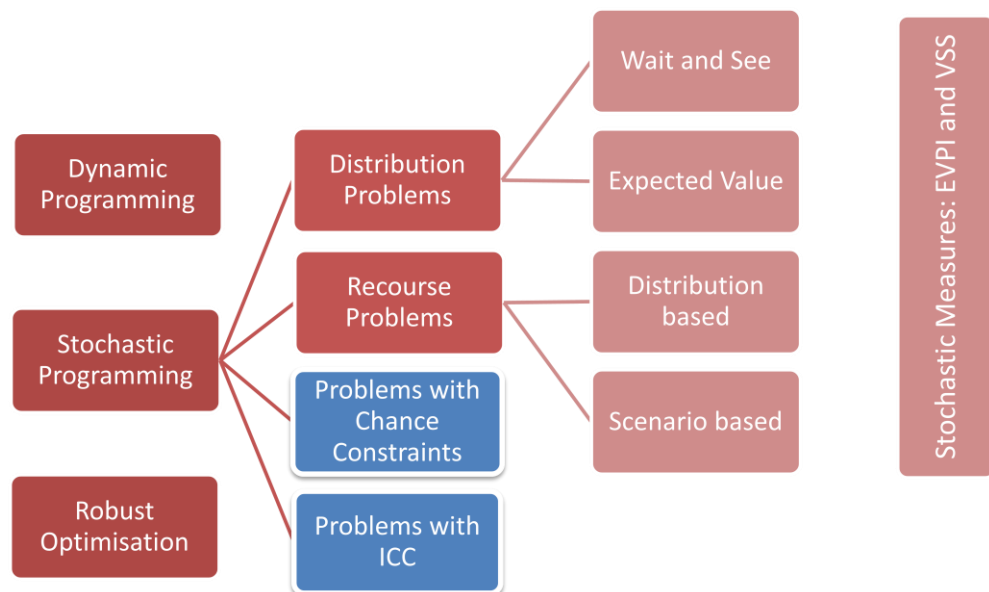 Dynamic
Programming
Stochastic
Programming
Robust
Optimisation
Distribution
Problems
Recourse
Problems
Problems with
Chance
Constraints
Problems with
ICC
Wait and See
Expected Value
Distribution
based
Scenario based
Stochastic Measures: EVPI and VSS